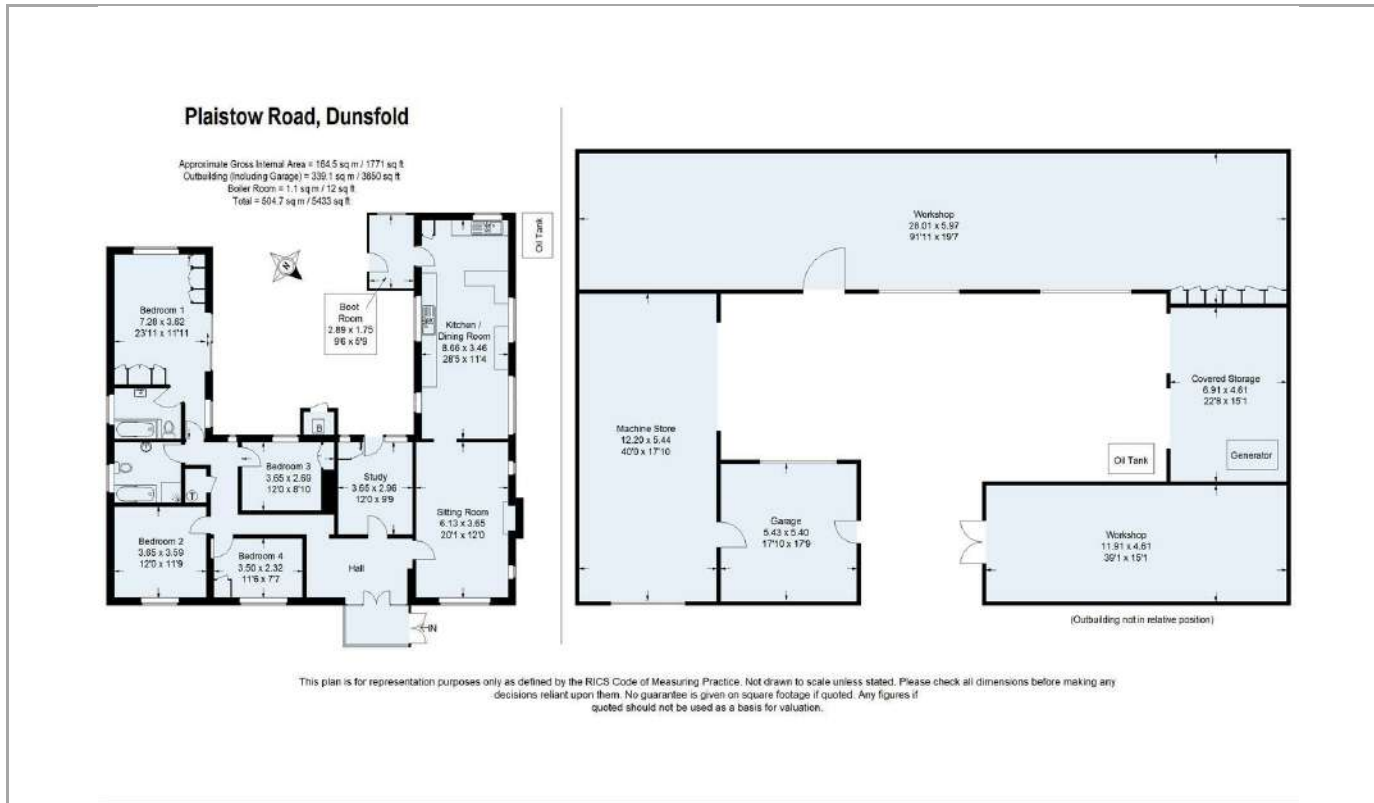 Plaistow Road, Dunsfold
Approximate Gross Internal Area = 164.5 sq m / 1771 sq ft
Outbuilding (Including Garage) = 339.1 sq m / 3650 sq ft
Boiler Room = 1.1 sq m / 12 sq ft
Total = 504.7 sq m / 5433 sq ft
Oil Tank
Bedroom 1
7.28 x 3.62
23'11 x 11'11
N
Boot
Room
2.89 x 1.75
9'6 x 5'9
Kitchen /
Dining Room
8.66 x 3.46
28'5 x 11'4
B
Bedroom 3
3.65 x 2.69
12'0 x 8'10
Study
3.65 x 2.96
12'0 x 9'9
Sitting Room
6.13 x 3.65
20'1 x 12'0
T
T
Bedroom 2
3.65 x 3.59
12'0 x 11'9
Bedroom 4
3.50 x 2.32
11'6 x 7'7
Hall
IN
Workshop
28.01 x 5.97
91'11 x 19'7
Machine Store
12.20 x 5.44
40'0 x 17'10
Covered Storage
6.91 x 4.61
22'8 x 15'1
Oil Tank
Generator
Garage
5.43 x 5.40
17'10 x 17'9
Workshop
11.91 x 4.61
39'1 x 15'1
(Outbuilding not in relative position)
This plan is for representation purposes only as defined by the RICS Code of Measuring Practice. Not drawn to scale unless stated. Please check all dimensions before making any
decisions reliant upon them. No guarantee is given on square footage if quoted. Any figures if
quoted should not be used as a basis for valuation.